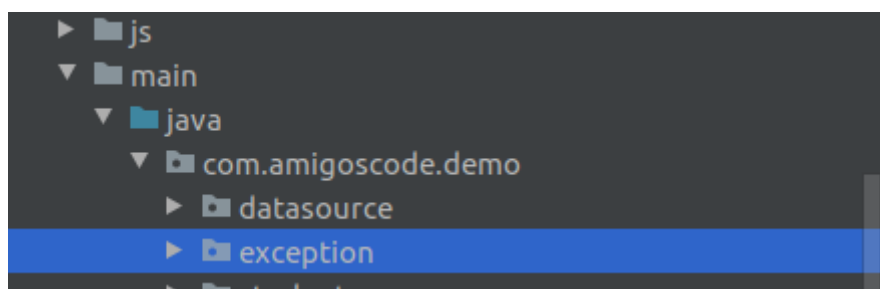 js
main
java
com.amigoscode.demo
datasource
exception